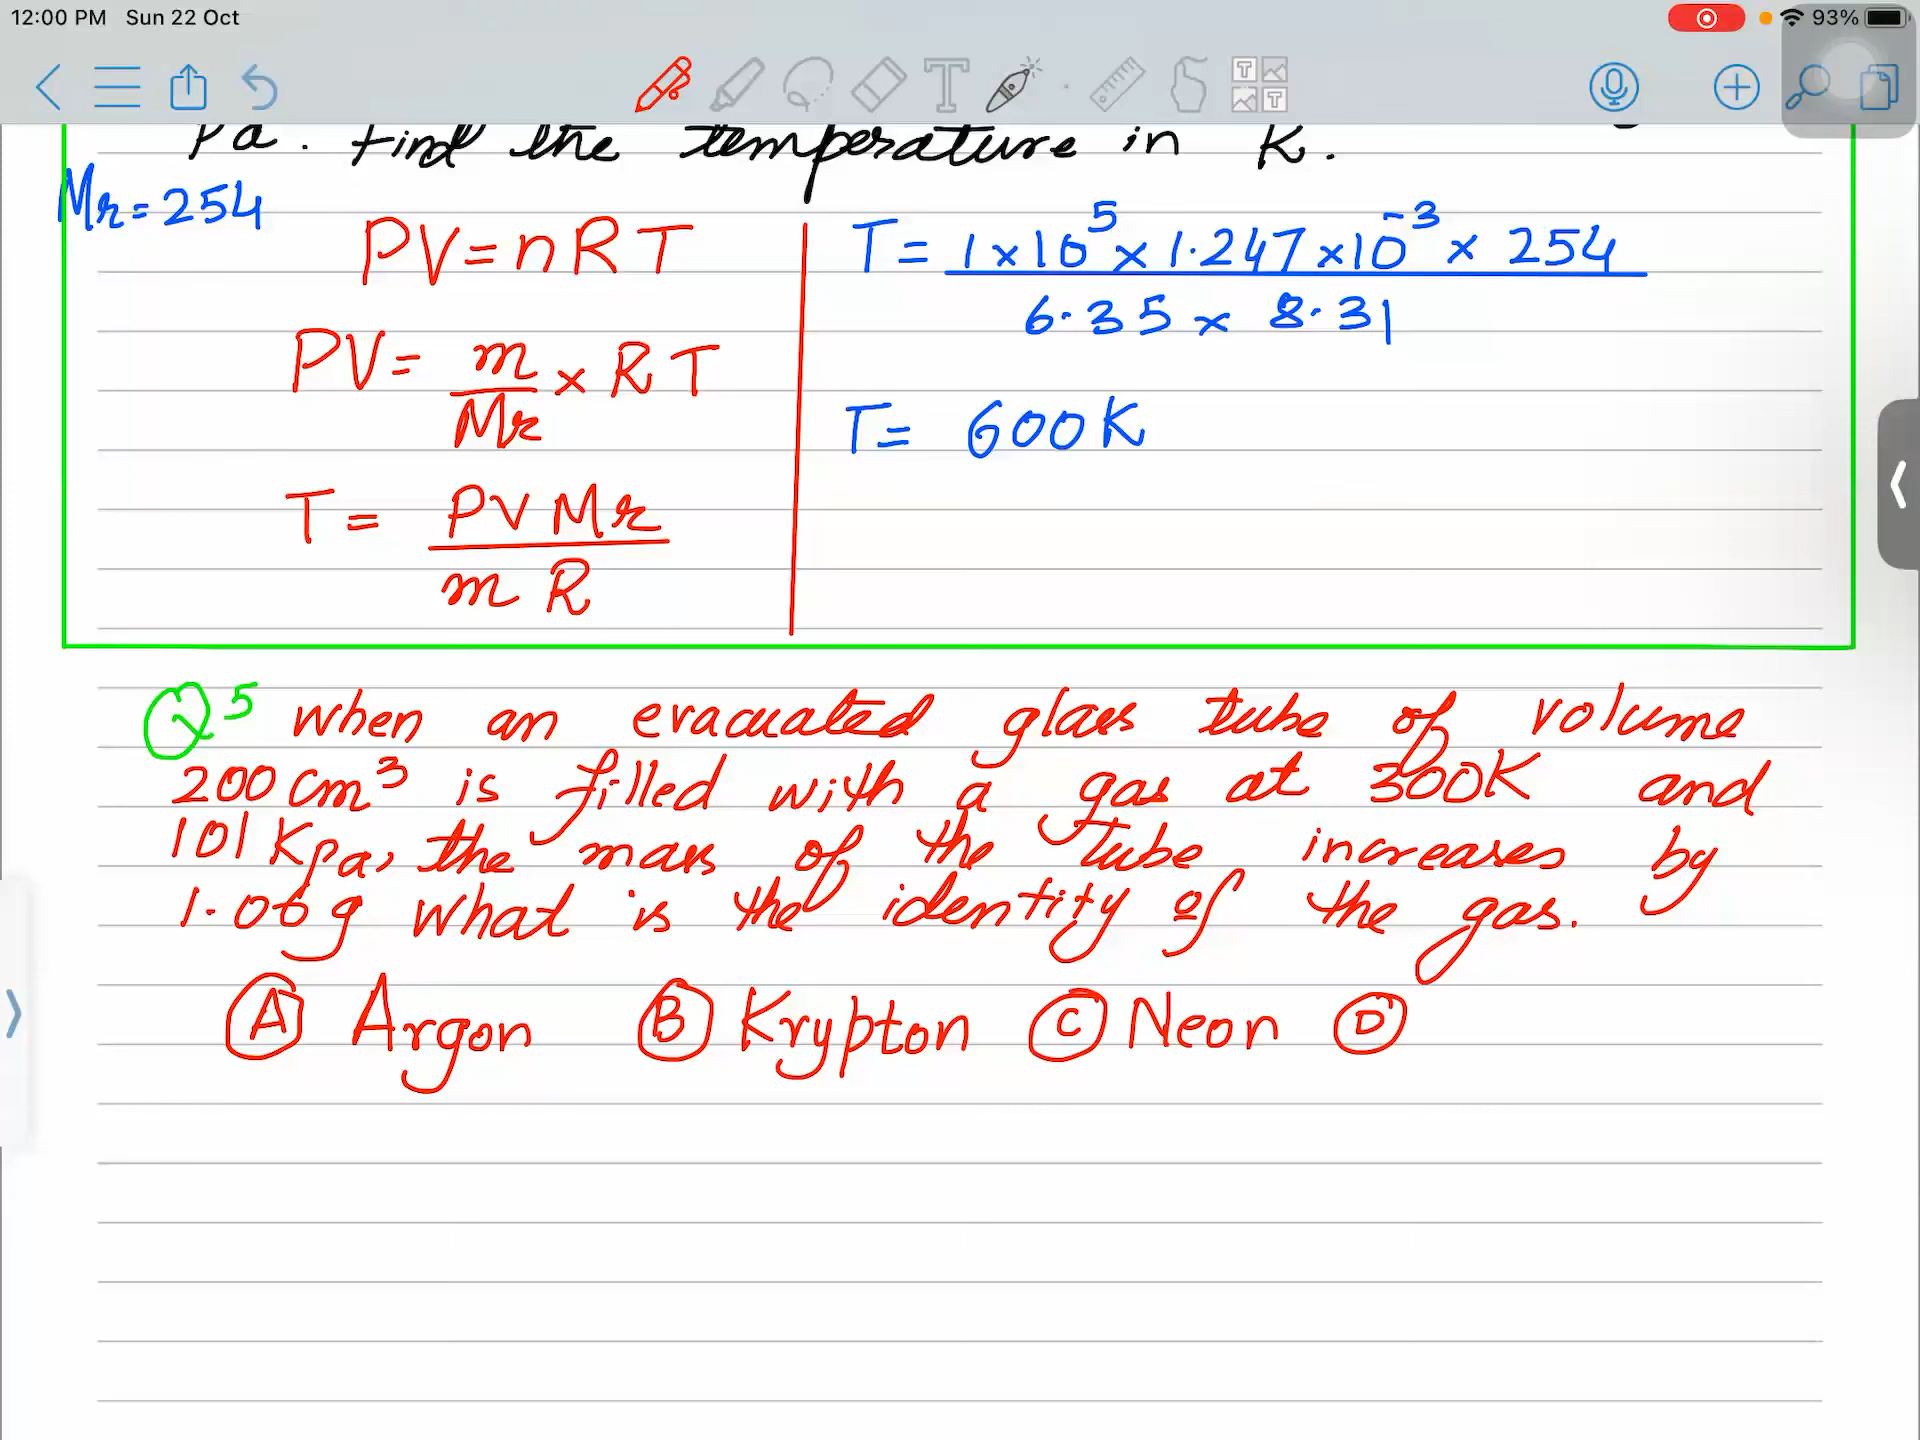 12:00 PM Sun 22 Oct
93%
Pa. Find the temperature in K.
Mr = 254
PV = nRT
PV = m/Mr × RT
T = PVMr/mR
T = 1×10⁵ × 1.247 ×10⁻³ × 254
6.35 × 8.31
T = 600K
Q5 When an evacuated glass tube of volume
200 cm³ is filled with a gas at 300K and
101 Kpa, the mass of the tube increases by
1.06g What is the identity of the gas.
A Argon B Krypton C Neon D